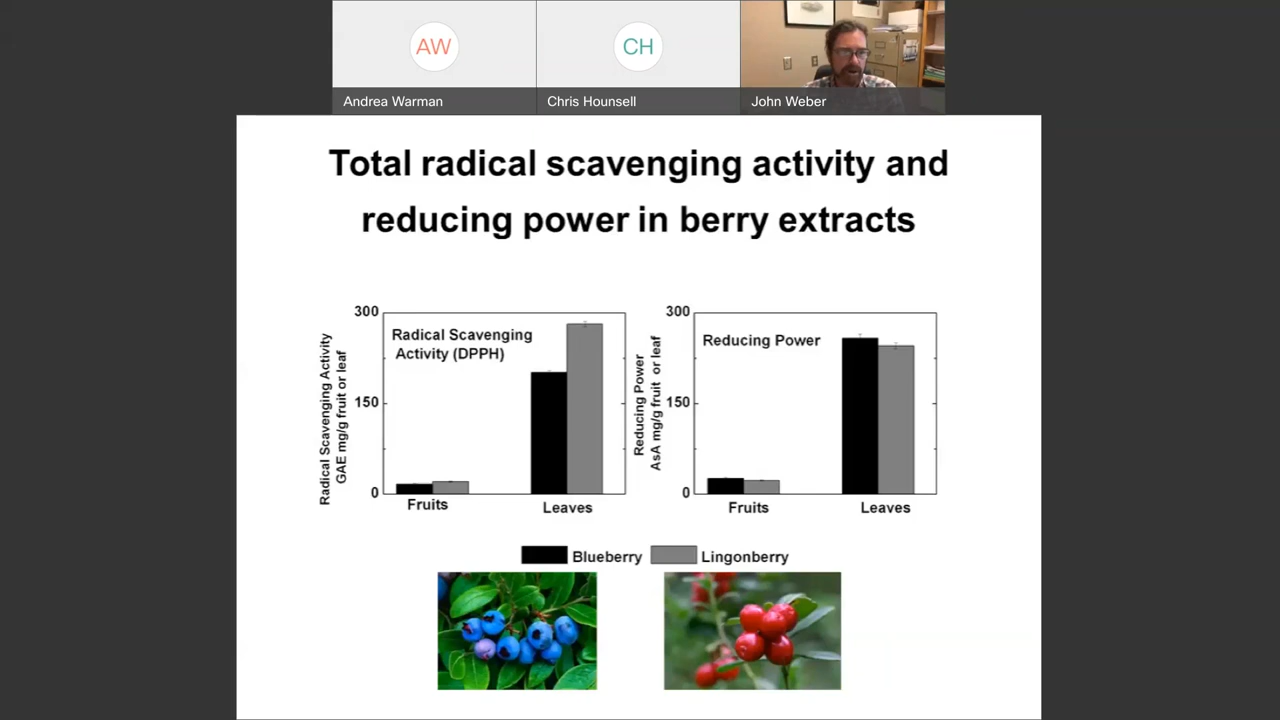 AW
CH
Andrea Warman
Chris Hounsell
John Weber
Total radical scavenging activity and
reducing power in berry extracts
Radical Scavenging Activity
GAE mg/g fruit or leaf
300
150
0
Radical Scavenging
Activity (DPPH)
Fruits
Leaves
Reducing Power
AsA mg/g fruit or leaf
300
150
0
Reducing Power
Fruits
Leaves
Blueberry
Lingonberry